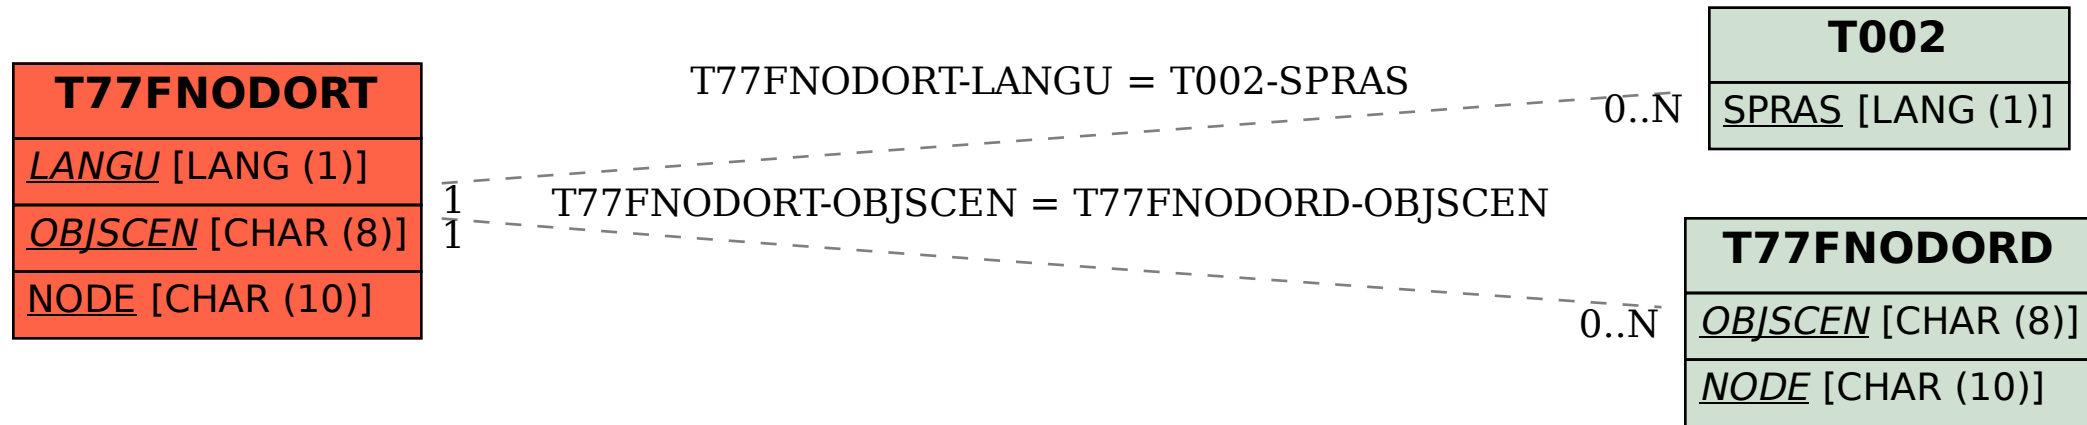 T77FNODORT
LANGU [LANG (1)]
OBJSCEN [CHAR (8)]
NODE [CHAR (10)]
T77FNODORT-LANGU = T002-SPRAS
1
0..N
T77FNODORT-OBJSCEN = T77FNODORD-OBJSCEN
1
0..N
T002
SPRAS [LANG (1)]
T77FNODORD
OBJSCEN [CHAR (8)]
NODE [CHAR (10)]